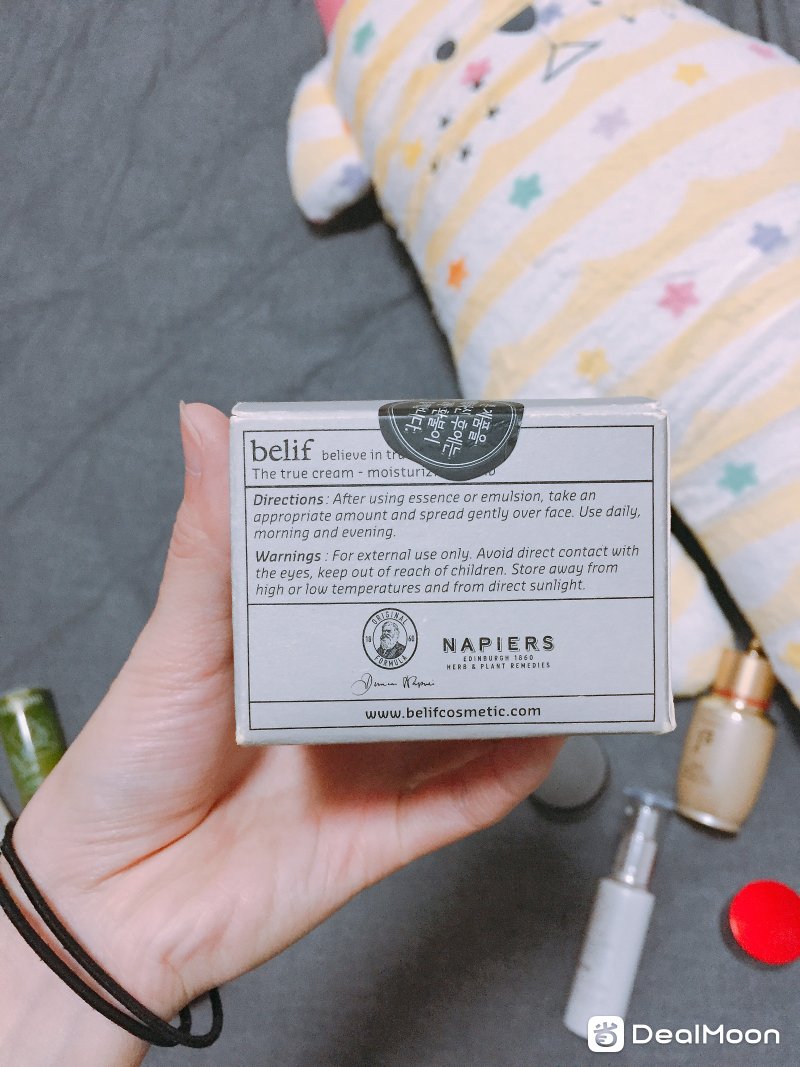 belif believe in tru
The true cream - moisturizi
Directions : After using essence or emulsion, take an
appropriate amount and spread gently over face. Use daily,
morning and evening.
Warnings : For external use only. Avoid direct contact with
the eyes, keep out of reach of children. Store away from
high or low temperatures and from direct sunlight.
ORIGINAL
18 60
FORMULA
NAPIERS
EDINBURGH 1860
HERB & PLANT REMEDIES
www.belifcosmetic.com
DealMoon